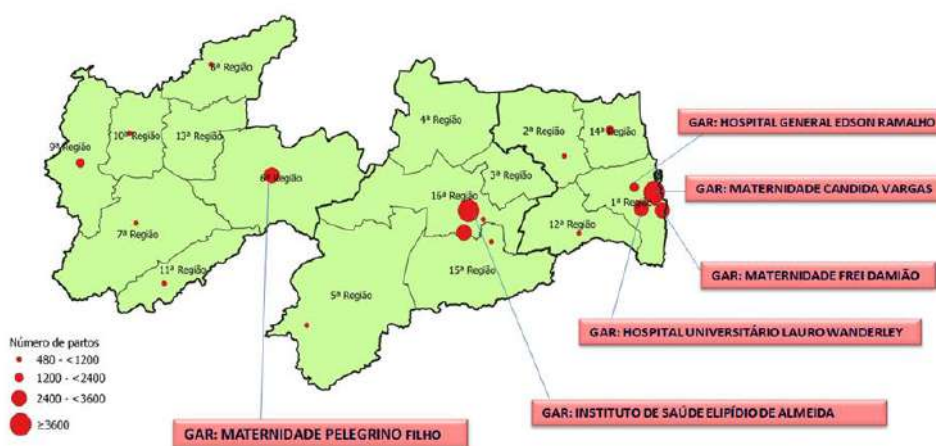 8ª Região
4ª Região
2ª Região
14ª Região
GAR: HOSPITAL GENERAL EDSON RAMALHO
10ª Região
13ª Região
9ª Região
6ª Região
3ª Região
GAR: MATERNIDADE CANDIDA VARGAS
16ª Região
1ª Região
7ª Região
12ª Região
GAR: MATERNIDADE FREI DAMIÃO
11ª Região
15ª Região
5ª Região
GAR: HOSPITAL UNIVERSITÁRIO LAURO WANDERLEY
Número de partos
480 - <1200
1200 - <2400
2400 - <3600
≥3600
GAR: INSTITUTO DE SAÚDE ELIPÍDIO DE ALMEIDA
GAR: MATERNIDADE PELEGRINO FILHO